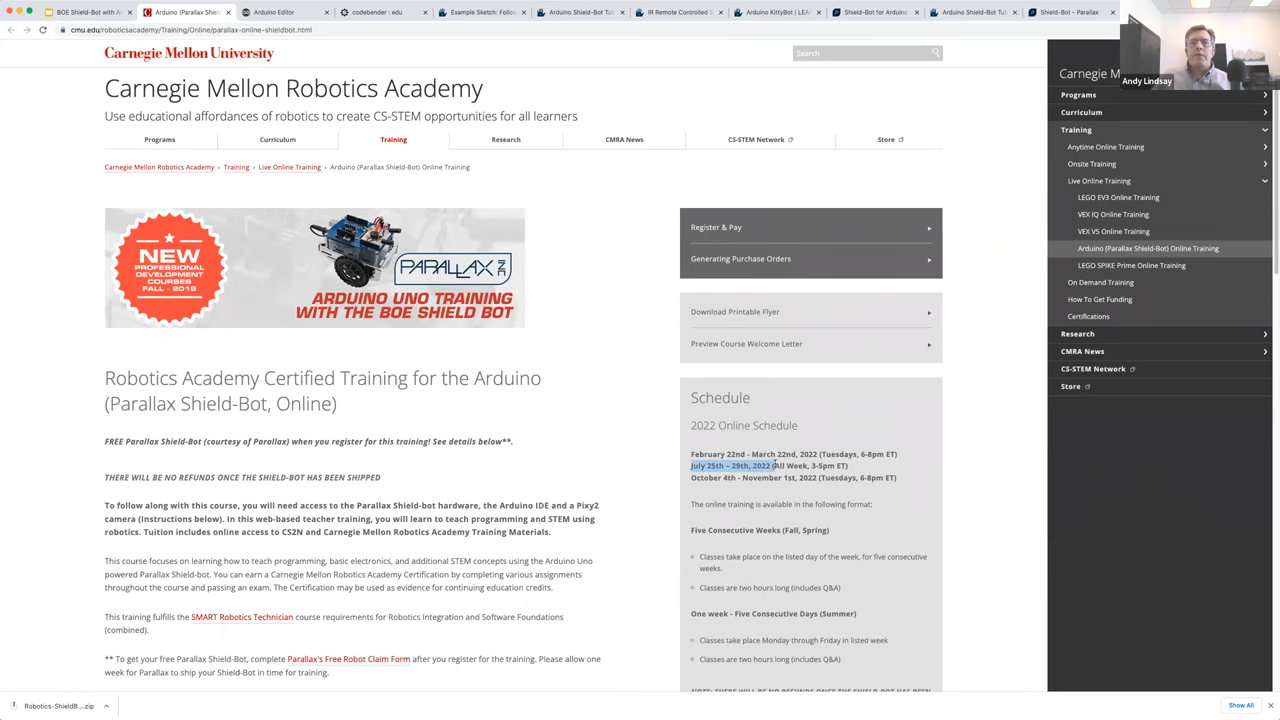 BOE Shield-Bot with A
Arduino (Parallax Shiel
Arduino Editor
codebender : edu
Example Sketch: Follow
Arduino Shield-Bot Tut
IR Remote Controlled S
Arduino KittyBot | LEA
Shield-Bot for Arduino
Arduino Shield-Bot Tut
Shield-Bot – Parallax
cmu.edu/roboticsacademy/Training/Online/parallax-online-shieldbot.html
Andy Lindsay
Carnegie Mellon University
Search
Carnegie Mellon Robotics Academy
Use educational affordances of robotics to create CS-STEM opportunities for all learners
Programs
Curriculum
Training
Research
CMRA News
CS-STEM Network
Store
Carnegie Mellon Robotics Academy › Training › Live Online Training › Arduino (Parallax Shield-Bot) Online Training
NEW
PROFESSIONAL
DEVELOPMENT
COURSES
FALL - 2019
PARALLAX INC
ARDUINO UNO TRAINING
WITH THE BOE SHIELD BOT
Robotics Academy Certified Training for the Arduino
(Parallax Shield-Bot, Online)
FREE Parallax Shield-Bot (courtesy of Parallax) when you register for this training! See details below**.
THERE WILL BE NO REFUNDS ONCE THE SHIELD-BOT HAS BEEN SHIPPED
To follow along with this course, you will need access to the Parallax Shield-bot hardware, the Arduino IDE and a Pixy2
camera (Instructions below). In this web-based teacher training, you will learn to teach programming and STEM using
robotics. Tuition includes online access to CS2N and Carnegie Mellon Robotics Academy Training Materials.
This course focuses on learning how to teach programming, basic electronics, and additional STEM concepts using the Arduino Uno
powered Parallax Shield-bot. You can earn a Carnegie Mellon Robotics Academy Certification by completing various assignments
throughout the course and passing an exam. The Certification may be used as evidence for continuing education credits.
This training fulfills the SMART Robotics Technician course requirements for Robotics Integration and Software Foundations
(combined).
** To get your free Parallax Shield-Bot, complete Parallax's Free Robot Claim Form after you register for the training. Please allow one
week for Parallax to ship your Shield-Bot in time for training.
Register & Pay
Generating Purchase Orders
Download Printable Flyer
Preview Course Welcome Letter
Schedule
2022 Online Schedule
February 22nd - March 22nd, 2022 (Tuesdays, 6-8pm ET)
July 25th – 29th, 2022 (All Week, 3-5pm ET)
October 4th - November 1st, 2022 (Tuesdays, 6-8pm ET)
The online training is available in the following format:
Five Consecutive Weeks (Fall, Spring)
Classes take place on the listed day of the week, for five consecutive
weeks.
Classes are two hours long (includes Q&A)
One week - Five Consecutive Days (Summer)
Classes take place Monday through Friday in listed week
Classes are two hours long (includes Q&A)
NOTE: THERE WILL BE NO REFUNDS ONCE THE SHIELD-BOT HAS BEEN
Carnegie M
Programs
Curriculum
Training
Anytime Online Training
Onsite Training
Live Online Training
LEGO EV3 Online Training
VEX IQ Online Training
VEX V5 Online Training
Arduino (Parallax Shield-Bot) Online Training
LEGO SPIKE Prime Online Training
On Demand Training
How To Get Funding
Certifications
Research
CMRA News
CS-STEM Network
Store
Robotics-ShieldB....zip
Show All